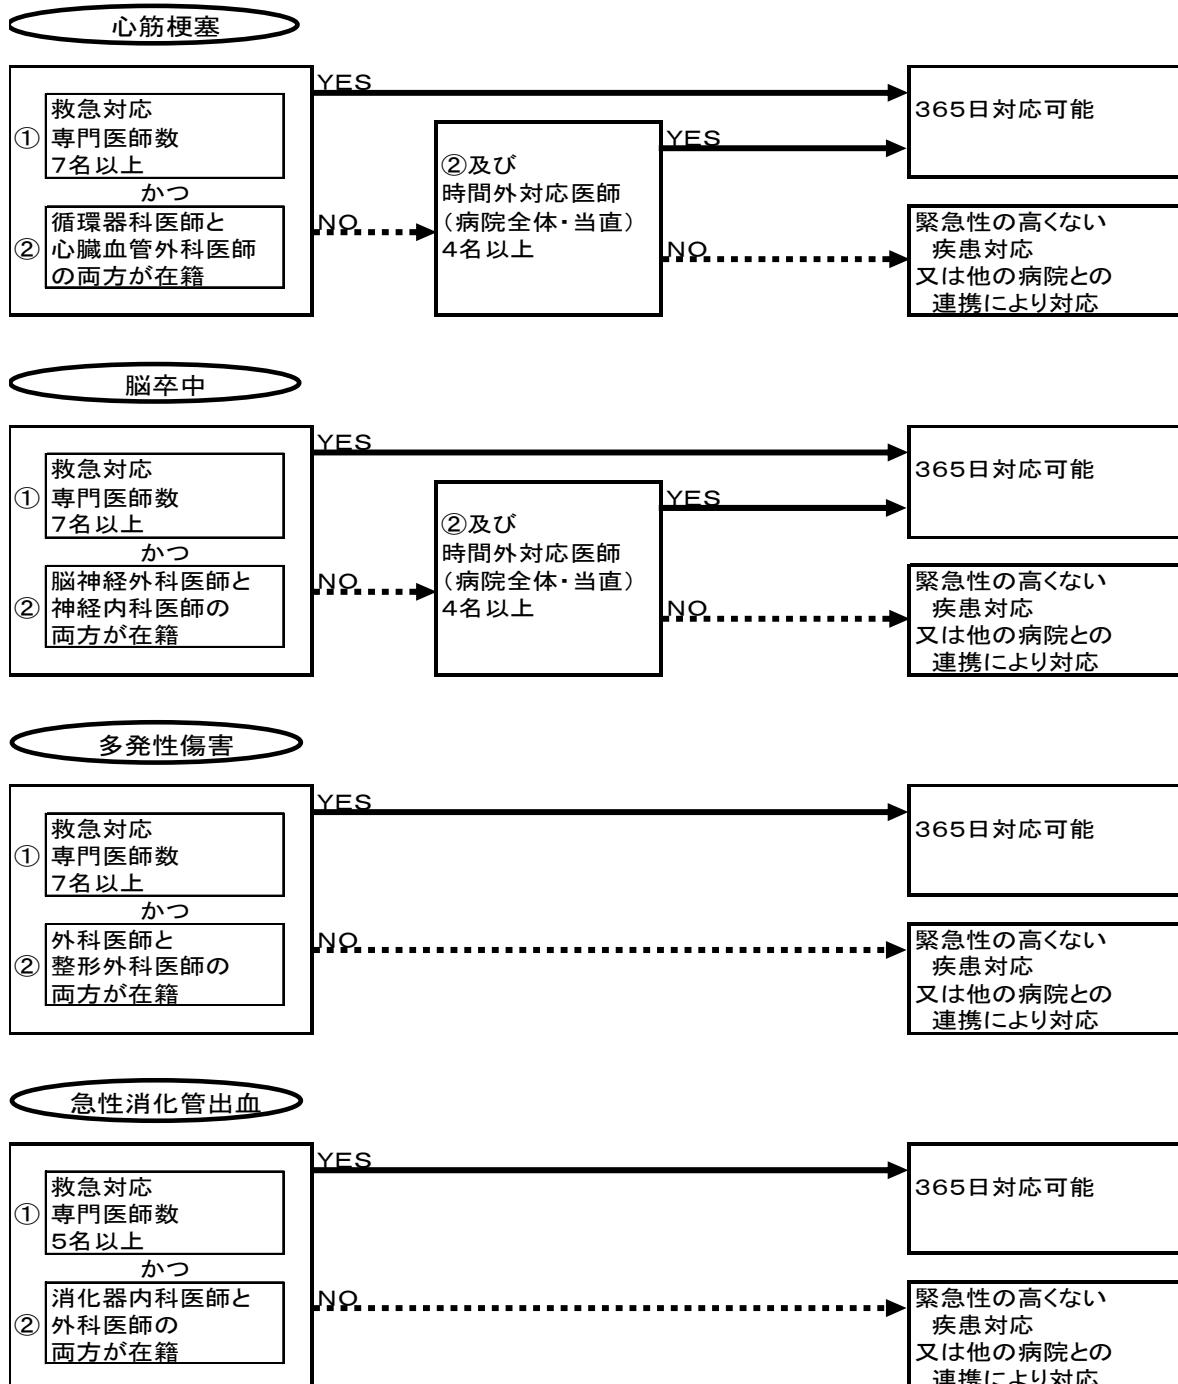 心筋梗塞
YES
①
救急対応
専門医師数
7名以上
かつ
②
循環器科医師と
心臓血管外科医師
の両方が在籍
NO
②及び
時間外対応医師
（病院全体・当直）
4名以上
YES
NO
365日対応可能
緊急性の高くない
疾患対応
又は他の病院との
連携により対応
脳卒中
YES
①
救急対応
専門医師数
7名以上
かつ
②
脳神経外科医師と
神経内科医師の
両方が在籍
NO
②及び
時間外対応医師
（病院全体・当直）
4名以上
YES
NO
365日対応可能
緊急性の高くない
疾患対応
又は他の病院との
連携により対応
多発性傷害
YES
①
救急対応
専門医師数
7名以上
かつ
②
外科医師と
整形外科医師の
両方が在籍
NO
365日対応可能
緊急性の高くない
疾患対応
又は他の病院との
連携により対応
急性消化管出血
YES
①
救急対応
専門医師数
5名以上
かつ
②
消化器内科医師と
外科医師の
両方が在籍
NO
365日対応可能
緊急性の高くない
疾患対応
又は他の病院との
連携により対応